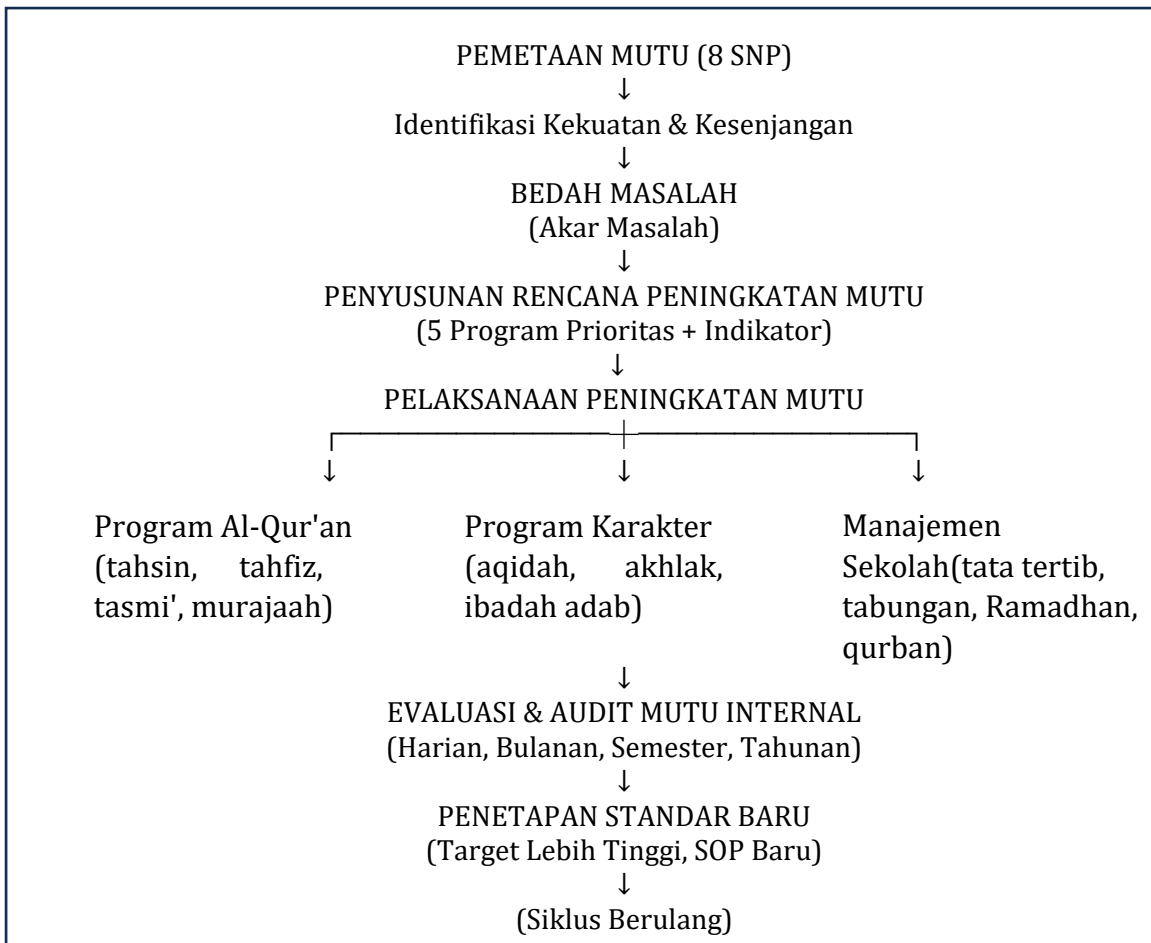 PEMETAAN MUTU (8 SNP)
↓
Identifikasi Kekuatan & Kesenjangan
↓
BEDAH MASALAH
(Akar Masalah)
↓
PENYUSUNAN RENCANA PENINGKATAN MUTU
(5 Program Prioritas + Indikator)
↓
PELAKSANAAN PENINGKATAN MUTU
↓ ↓ ↓
Program Al-Qur'an
(tahsin, tahfiz,
tasmi', murajaah)
Program Karakter
(aqidah, akhlak,
ibadah adab)
Manajemen
Sekolah(tata tertib,
tabungan, Ramadhan,
qurban)
↓
EVALUASI & AUDIT MUTU INTERNAL
(Harian, Bulanan, Semester, Tahunan)
↓
PENETAPAN STANDAR BARU
(Target Lebih Tinggi, SOP Baru)
↓
(Siklus Berulang)